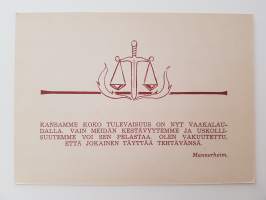 KANSAMME KOKO TULEVAISUUS ON NYT VAAKALAU-
DALLA. VAIN MEIDÄN KESTÄVYYTEMME JA USKOLLI-
SUUTEMME VOI SEN PELASTAA. OLEN VAKUUTETTU,
ETTÄ JOKAINEN TÄYTTÄÄ TEHTÄVÄNSÄ.
Mannerheim.